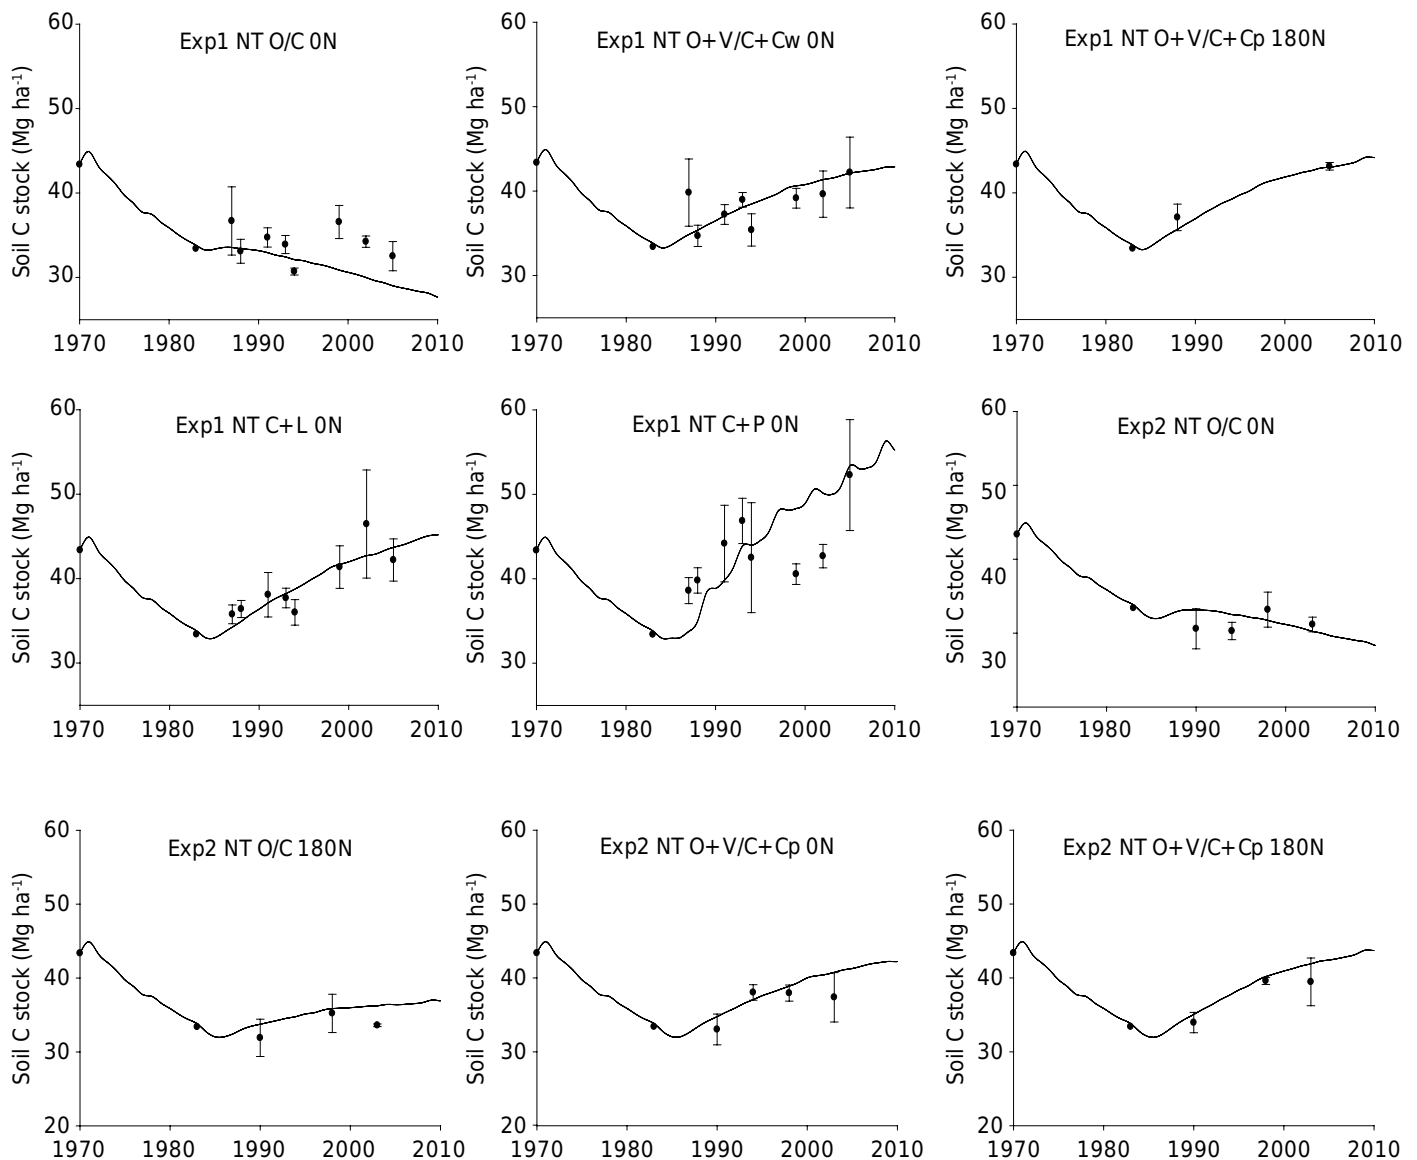 60
Exp1 NT O/C 0N
50
40
30
Soil C stock (Mg ha-1)
1970 1980 1990 2000 2010
60
Exp1 NT O+V/C+Cw 0N
50
40
30
Soil C stock (Mg ha-1)
1970 1980 1990 2000 2010
60
Exp1 NT O+V/C+Cp 180N
50
40
30
Soil C stock (Mg ha-1)
1970 1980 1990 2000 2010
60
Exp1 NT C+L 0N
50
40
30
Soil C stock (Mg ha-1)
1970 1980 1990 2000 2010
60
Exp1 NT C+P 0N
50
40
30
Soil C stock (Mg ha-1)
1970 1980 1990 2000 2010
60
Exp2 NT O/C 0N
50
40
30
Soil C stock (Mg ha-1)
1970 1980 1990 2000 2010
60
Exp2 NT O/C 180N
50
40
30
20
Soil C stock (Mg ha-1)
1970 1980 1990 2000 2010
60
Exp2 NT O+V/C+Cp 0N
50
40
30
20
Soil C stock (Mg ha-1)
1970 1980 1990 2000 2010
60
Exp2 NT O+V/C+Cp 180N
50
40
30
20
Soil C stock (Mg ha-1)
1970 1980 1990 2000 2010